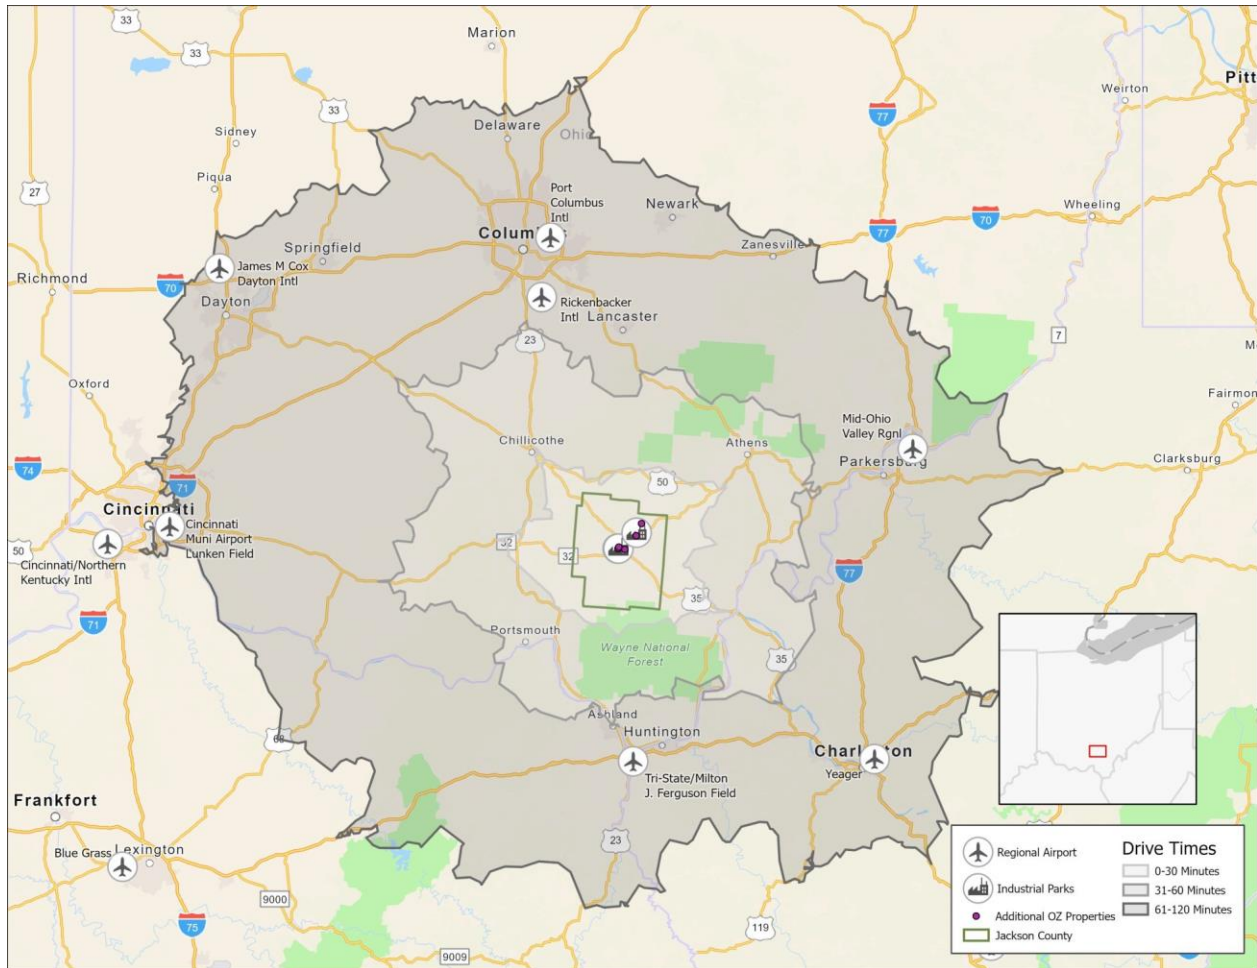 33
33
33
Marion
Sidney
Delaware
Ohio
77
Weirton
Pitt
Piqua
27
Port
Columbus
Intl
Newark
Wheeling
70
77
Colum
Springfield
Zanesville
James M Cox
Dayton Intl
Richmond
70
Dayton
Rickenbacker
Intl
Lancaster
23
7
Oxford
Fairmon
Mid-Ohio
Valley Rgnl
Chillicothe
Athens
Parkersburg
Clarksburg
74
71
50
Cincinnati
Cincinnati
Muni Airport
Lunken Field
50
Cincinnati/Northern
Kentucky Intl
32
32
77
35
71
Portsmouth
Wayne National
Forest
35
Ashland
Huntington
68
Charle ton
Yeager
Tri-State/Milton
J. Ferguson Field
Frankfort
Blue Grass
Lexington
23
9000
75
119
9009
Regional Airport
Industrial Parks
Additional OZ Properties
Jackson County
Drive Times
0-30 Minutes
31-60 Minutes
61-120 Minutes